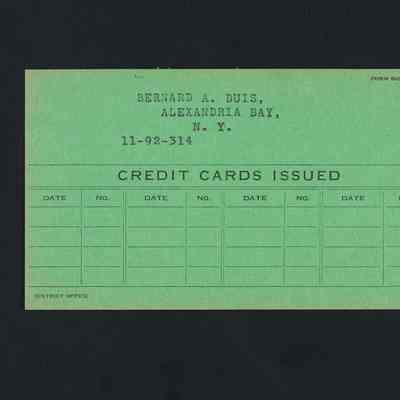 BERNARD A. DUIS,
ALEXANDRIA BAY,
N. Y.
11-92-314
CREDIT CARDS ISSUED
DATE NO. DATE NO. DATE NO. DATE
DISTRICT OFFICE